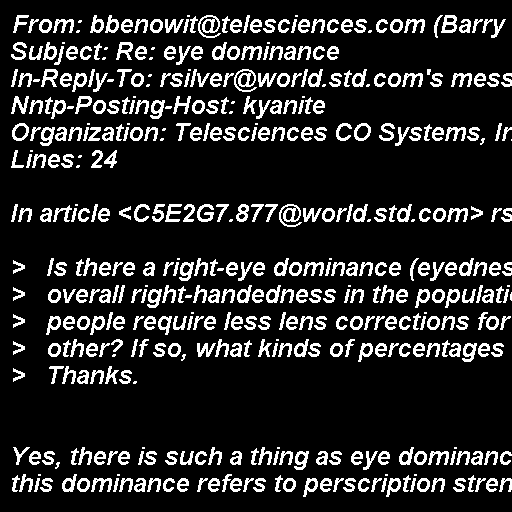 From: bbenowit@telesciences.com (Barry
Subject: Re: eye dominance
In-Reply-To: rsilver@world.std.com's mess
Nntp-Posting-Host: kyanite
Organization: Telesciences CO Systems, In
Lines: 24
In article <C5E2G7.877@world.std.com> rs
> Is there a right-eye dominance (eyednes
> overall right-handedness in the populati
> people require less lens corrections for
> other? If so, what kinds of percentages
> Thanks.
Yes, there is such a thing as eye dominanc
this dominance refers to perscription stren